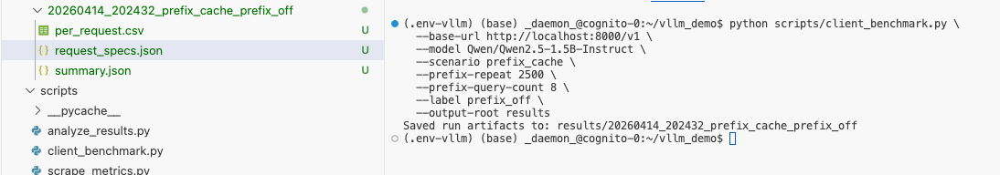 20260414_202432_prefix_cache_prefix_off
per_request.csv U
request_specs.json U
summary.json U
scripts
__pycache__
analyze_results.py
client_benchmark.py
scrape_metrics.py
(.env-vllm) (base) _daemon_@cognito-0:~/vllm_demo$ python scripts/client_benchmark.py \
--base-url http://localhost:8000/v1 \
--model Qwen/Qwen2.5-1.5B-Instruct \
--scenario prefix_cache \
--prefix-repeat 2500 \
--prefix-query-count 8 \
--label prefix_off \
--output-root results
Saved run artifacts to: results/20260414_202432_prefix_cache_prefix_off
(.env-vllm) (base) _daemon_@cognito-0:~/vllm_demo$